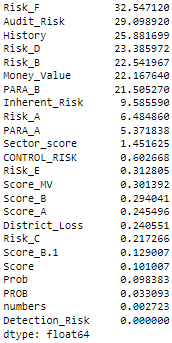 Risk_F 32.547120
Audit_Risk 29.098920
History 25.881699
Risk_D 23.385972
Risk_B 22.541967
Money_Value 22.167640
PARA_B 21.505270
Inherent_Risk 9.585590
Risk_A 6.484860
PARA_A 5.371838
Sector_score 1.451625
CONTROL_RISK 0.602668
RiSk_E 0.312805
Score_MV 0.301392
Score_B 0.294041
Score_A 0.245496
District_Loss 0.240551
Risk_C 0.217266
Score_B.1 0.129007
Score 0.101007
Prob 0.098383
PROB 0.033093
numbers 0.002723
Detection_Risk 0.000000
dtype: float64